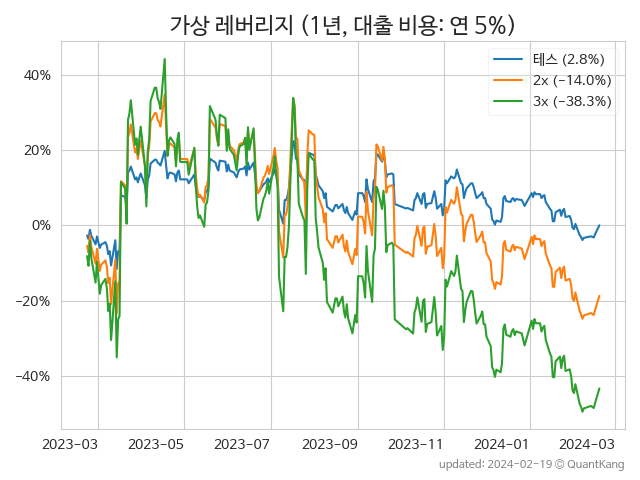 가상 레버리지 (1년, 대출 비용: 연 5%)
테스 (2.8%)
2x (−14.0%)
3x (−38.3%)
40%
20%
0%
−20%
−40%
2023-03 2023-05 2023-07 2023-09 2023-11 2024-01 2024-03
updated: 2024-02-19 © QuantKang